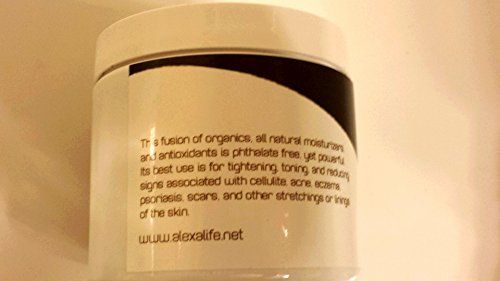 This fusion of organics, all natural moisturizers,
and antioxidants is phthalate free, yet powerful.
Its best use is for tightening, toning, and reducing
signs associated with cellulite, acne, eczema,
psoriasis, scars, and other stretchings or linings
of the skin.
www.alexalife.net